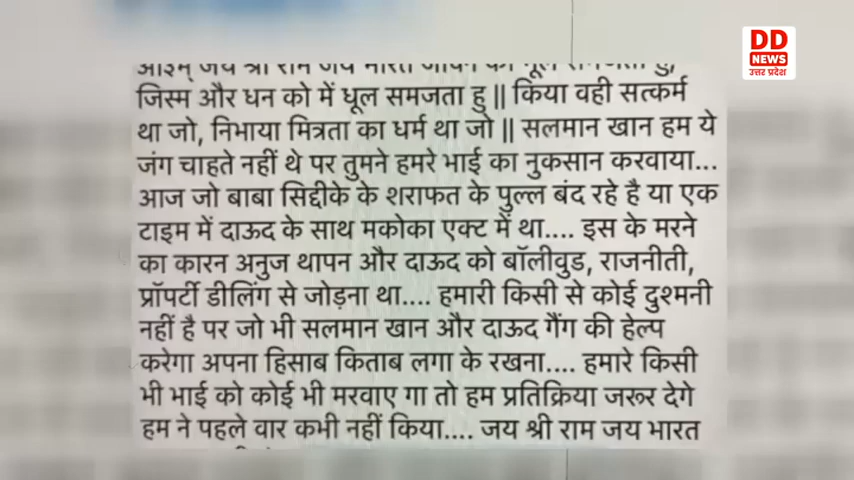 DD
NEWS
उत्तर प्रदेश
जय श्री राम जय भारत
जिस्म और धन को में धूल समजता हु || किया वही सत्कर्म
था जो, निभाया मित्रता का धर्म था जो || सलमान खान हम ये
जंग चाहते नहीं थे पर तुमने हमरे भाई का नुकसान करवाया...
आज जो बाबा सिद्दीके के शराफत के पुल्ल बंद रहे है या एक
टाइम में दाऊद के साथ मकोका एक्ट में था.... इस के मरने
का कारन अनुज थापन और दाऊद को बॉलीवुड, राजनीती,
प्रॉपर्टी डीलिंग से जोड़ना था.... हमारी किसी से कोई दुश्मनी
नहीं है पर जो भी सलमान खान और दाऊद गैंग की हेल्प
करेगा अपना हिसाब किताब लगा के रखना.... हमारे किसी
भी भाई को कोई भी मरवाए गा तो हम प्रतिक्रिया जरूर देगे
हम ने पहले वार कभी नहीं किया.... जय श्री राम जय भारत